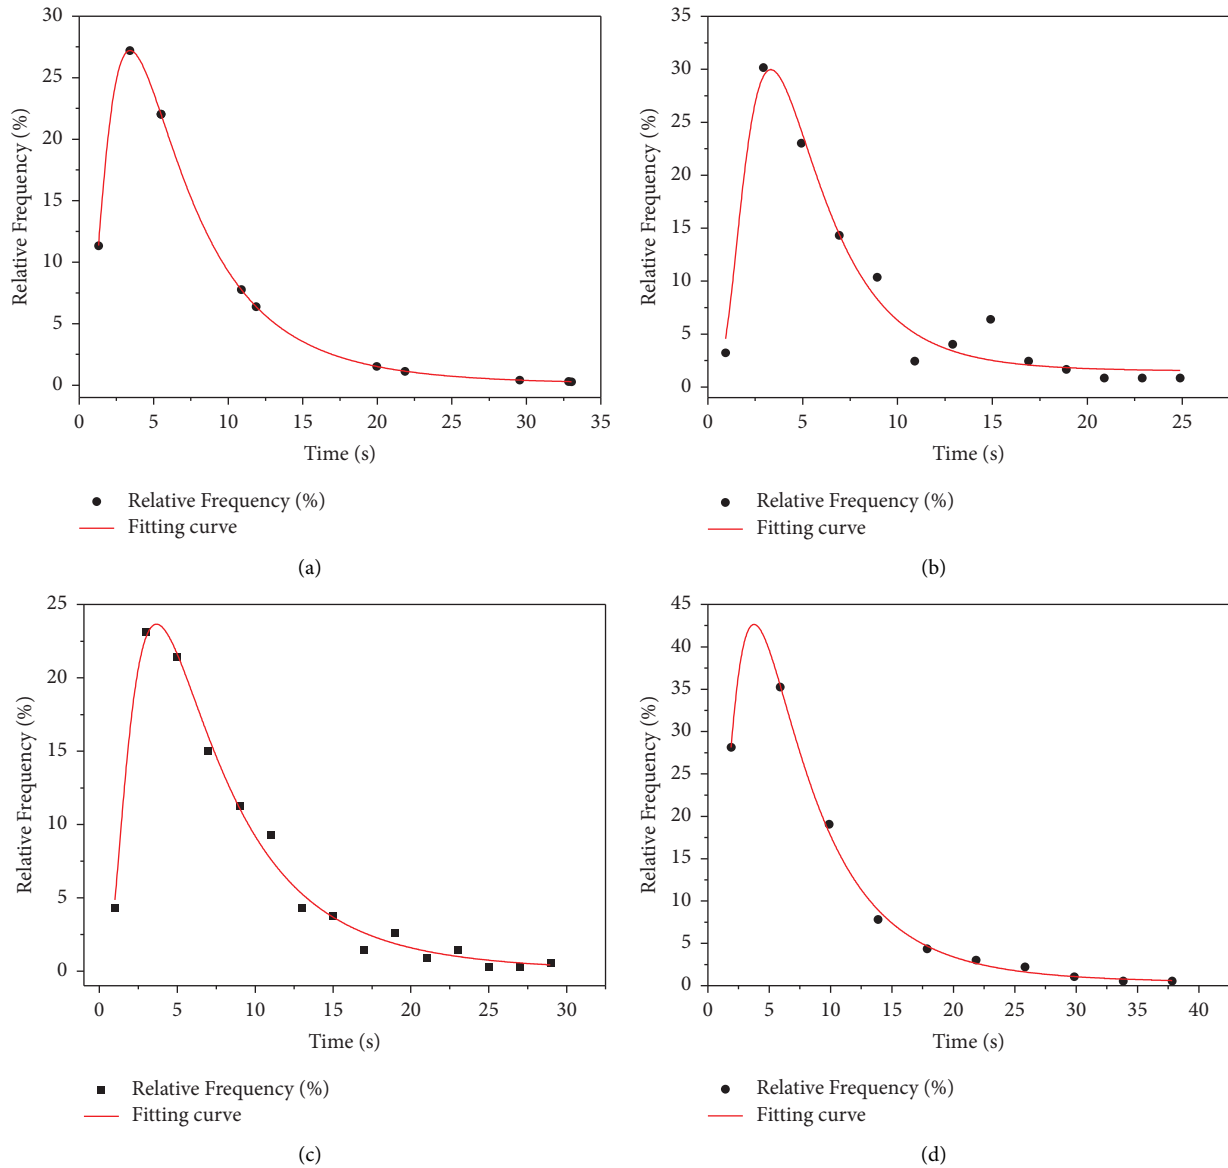 30
25
20
15
10
5
0
Relative Frequency (%)
0 5 10 15 20 25 30 35
Time (s)
Relative Frequency (%)
Fitting curve
(a)
35
30
25
20
15
10
5
0
Relative Frequency (%)
0 5 10 15 20 25
Time (s)
Relative Frequency (%)
Fitting curve
(b)
25
20
15
10
5
0
Relative Frequency (%)
0 5 10 15 20 25 30
Time (s)
Relative Frequency (%)
Fitting curve
(c)
45
40
35
30
25
20
15
10
5
0
Relative Frequency (%)
0 5 10 15 20 25 30 35 40
Time (s)
Relative Frequency (%)
Fitting curve
(d)